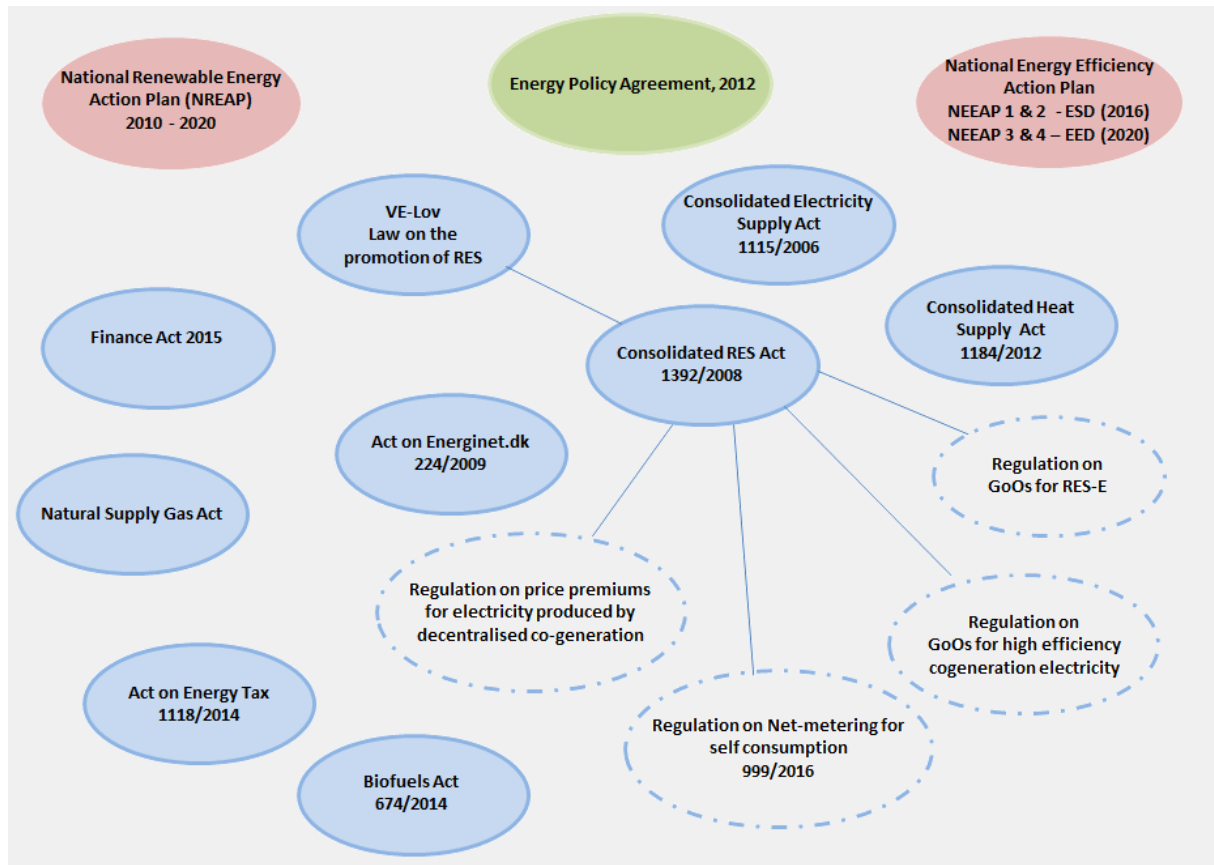 National Renewable Energy
Action Plan (NREAP)
2010 - 2020
Energy Policy Agreement, 2012
National Energy Efficiency
Action Plan
NEEAP 1 & 2 - ESD (2016)
NEEAP 3 & 4 – EED (2020)
VE-Lov
Law on the
promotion of RES
Consolidated Electricity
Supply Act
1115/2006
Finance Act 2015
Consolidated RES Act
1392/2008
Consolidated Heat
Supply Act
1184/2012
Act on Energinet.dk
224/2009
Regulation on
GoOs for RES-E
Natural Supply Gas Act
Regulation on price premiums
for electricity produced by
decentralised co-generation
Regulation on
GoOs for high efficiency
cogeneration electricity
Act on Energy Tax
1118/2014
Regulation on Net-metering for
self consumption
999/2016
Biofuels Act
674/2014